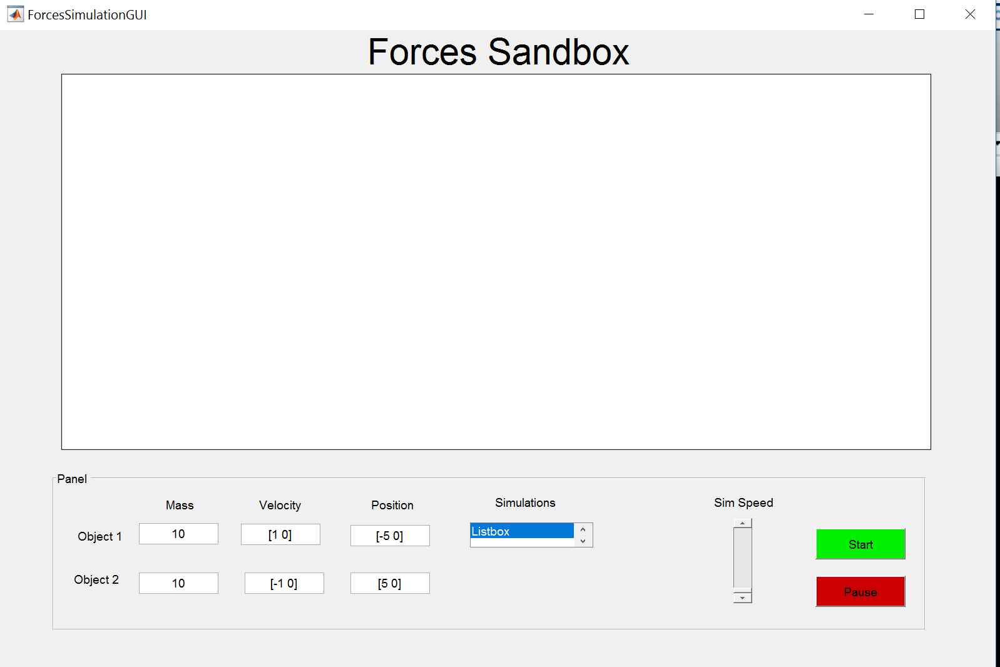 ForcesSimulationGUI
Forces Sandbox
Panel
Mass Velocity Position Simulations Sim Speed
Object 1 10 [1 0] [-5 0] Listbox
Start
Object 2 10 [-1 0] [5 0]
Pause